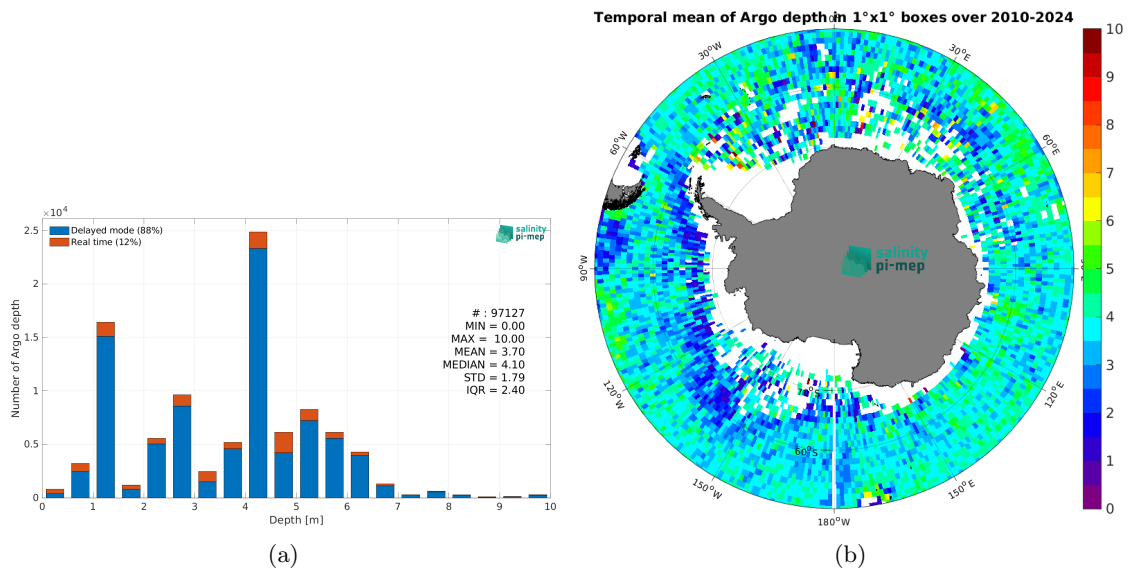 ×10⁴
2.5
2
1.5
1
0.5
0
0 1 2 3 4 5 6 7 8 9 10
Number of Argo depth
Depth [m]
Delayed mode (88%)
Real time (12%)
salinity
pi-mep
# : 97127
MIN = 0.00
MAX = 10.00
MEAN = 3.70
MEDIAN = 4.10
STD = 1.79
IQR = 2.40
(a)
Temporal mean of Argo depth in 1°x1° boxes over 2010-2024
30°W
30°E
60°W
60°E
90°W
120°W
120°E
150°W
150°E
180°W
60°S
salinity
pi-mep
10
9
8
7
6
5
4
3
2
1
0
(b)